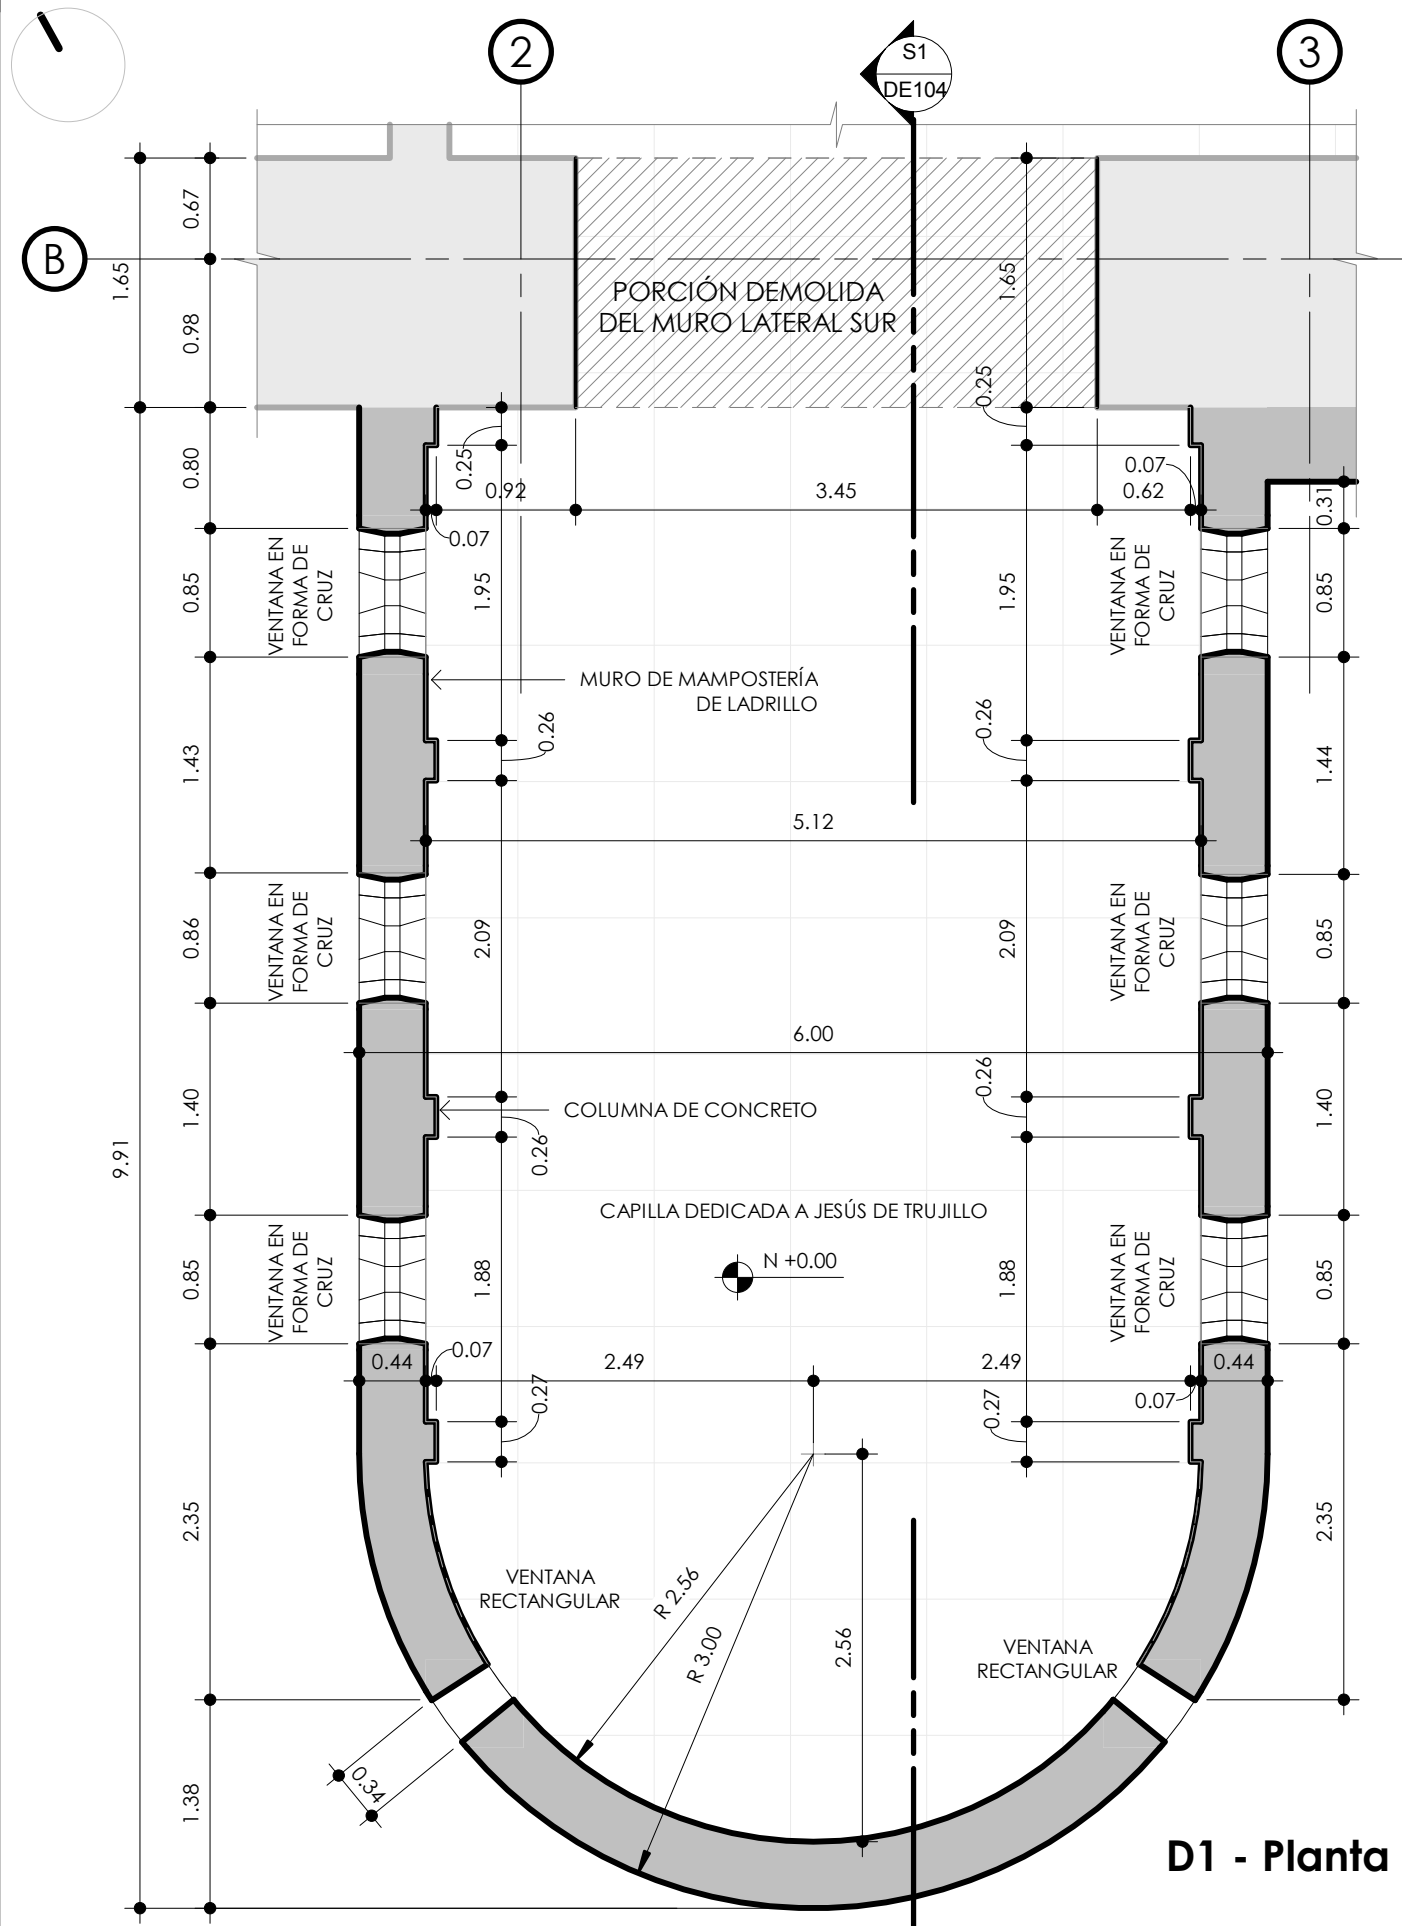 2
S1
DE104
3
B
0.67
1.65
0.98
1.65
PORCIÓN DEMOLIDA
DEL MURO LATERAL SUR
0.25
0.25
0.80
0.92
3.45
0.07
0.62
0.31
0.07
VENTANA EN
FORMA DE
CRUZ
VENTANA EN
FORMA DE
CRUZ
0.85
1.95
1.95
0.85
MURO DE MAMPOSTERÍA
DE LADRILLO
0.26
0.26
1.43
1.44
5.12
VENTANA EN
FORMA DE
CRUZ
VENTANA EN
FORMA DE
CRUZ
0.86
2.09
2.09
0.85
6.00
0.26
1.40
COLUMNA DE CONCRETO
1.40
0.26
9.91
CAPILLA DEDICADA A JESÚS DE TRUJILLO
N +0.00
VENTANA EN
FORMA DE
CRUZ
VENTANA EN
FORMA DE
CRUZ
0.85
1.88
1.88
0.85
0.44
0.07
2.49
2.49
0.44
0.07
0.27
0.27
2.35
2.35
VENTANA
RECTANGULAR
R 2.56
R 3.00
2.56
VENTANA
RECTANGULAR
0.34
1.38
D1 - Planta